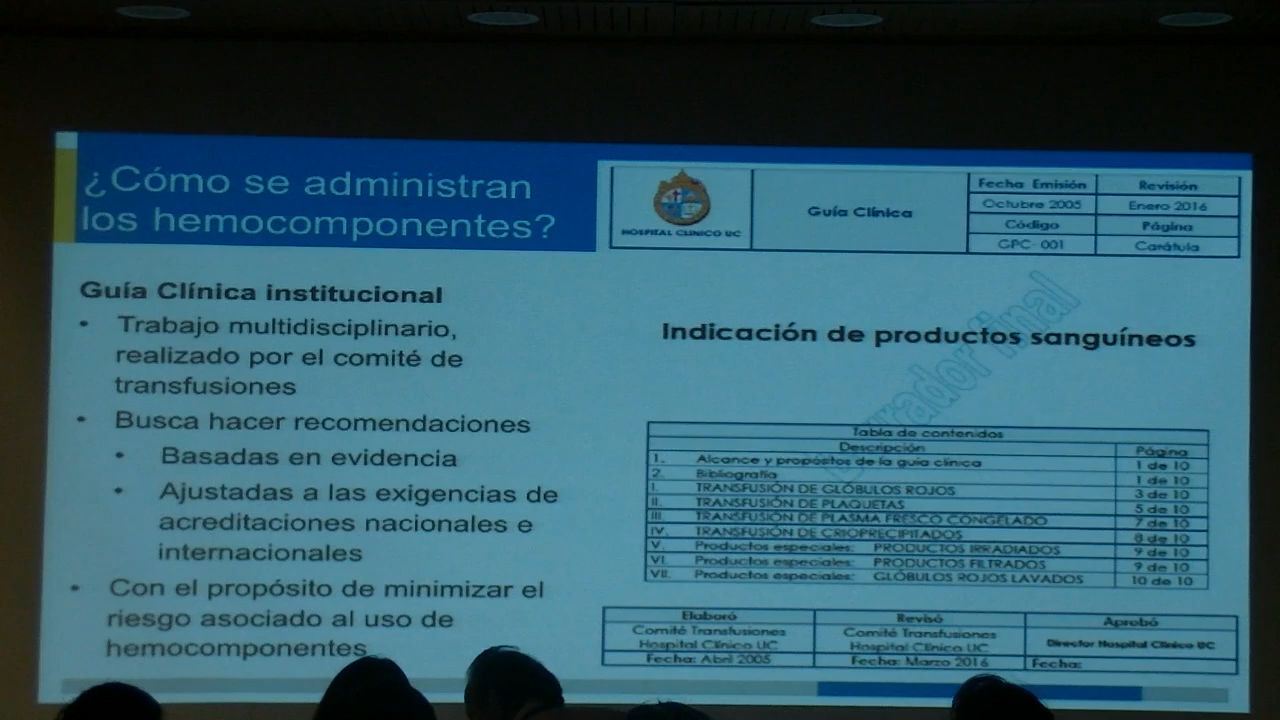 ¿Cómo se administran
los hemocomponentes?
Guía Clínica institucional
• Trabajo multidisciplinario,
realizado por el comité de
transfusiones
• Busca hacer recomendaciones
• Basadas en evidencia
• Ajustadas a las exigencias de
acreditaciones nacionales e
internacionales
• Con el propósito de minimizar el
riesgo asociado al uso de
hemocomponentes
HOSPITAL CLINICO UC
Guía Clínica
Fecha Emisión Revisión
Octubre 2005 Enero 2016
Código Página
GPC 001 Carátula
Indicación de productos sanguíneos
Borrador final
Tabla de contenidos
Descripción Página
1. Alcance y propósitos de la guía clínica 1 de 10
2. Bibliografía 1 de 10
I. TRANSFUSIÓN DE GLÓBULOS ROJOS 3 de 10
II. TRANSFUSIÓN DE PLAQUETAS 5 de 10
III. TRANSFUSIÓN DE PLASMA FRESCO CONGELADO 7 de 10
IV. TRANSFUSIÓN DE CRIOPRECIPITADOS 8 de 10
V. Productos especiales: PRODUCTOS IRRADIADOS 9 de 10
VI. Productos especiales: PRODUCTOS FILTRADOS 9 de 10
VII. Productos especiales: GLÓBULOS ROJOS LAVADOS 10 de 10
Elaboró Revisó Aprobó
Comité Transfusiones Comité Transfusiones Director Hospital Clínico UC
Hospital Clínico UC Hospital Clínico UC
Fecha: Abril 2005 Fecha: Marzo 2016 Fecha: